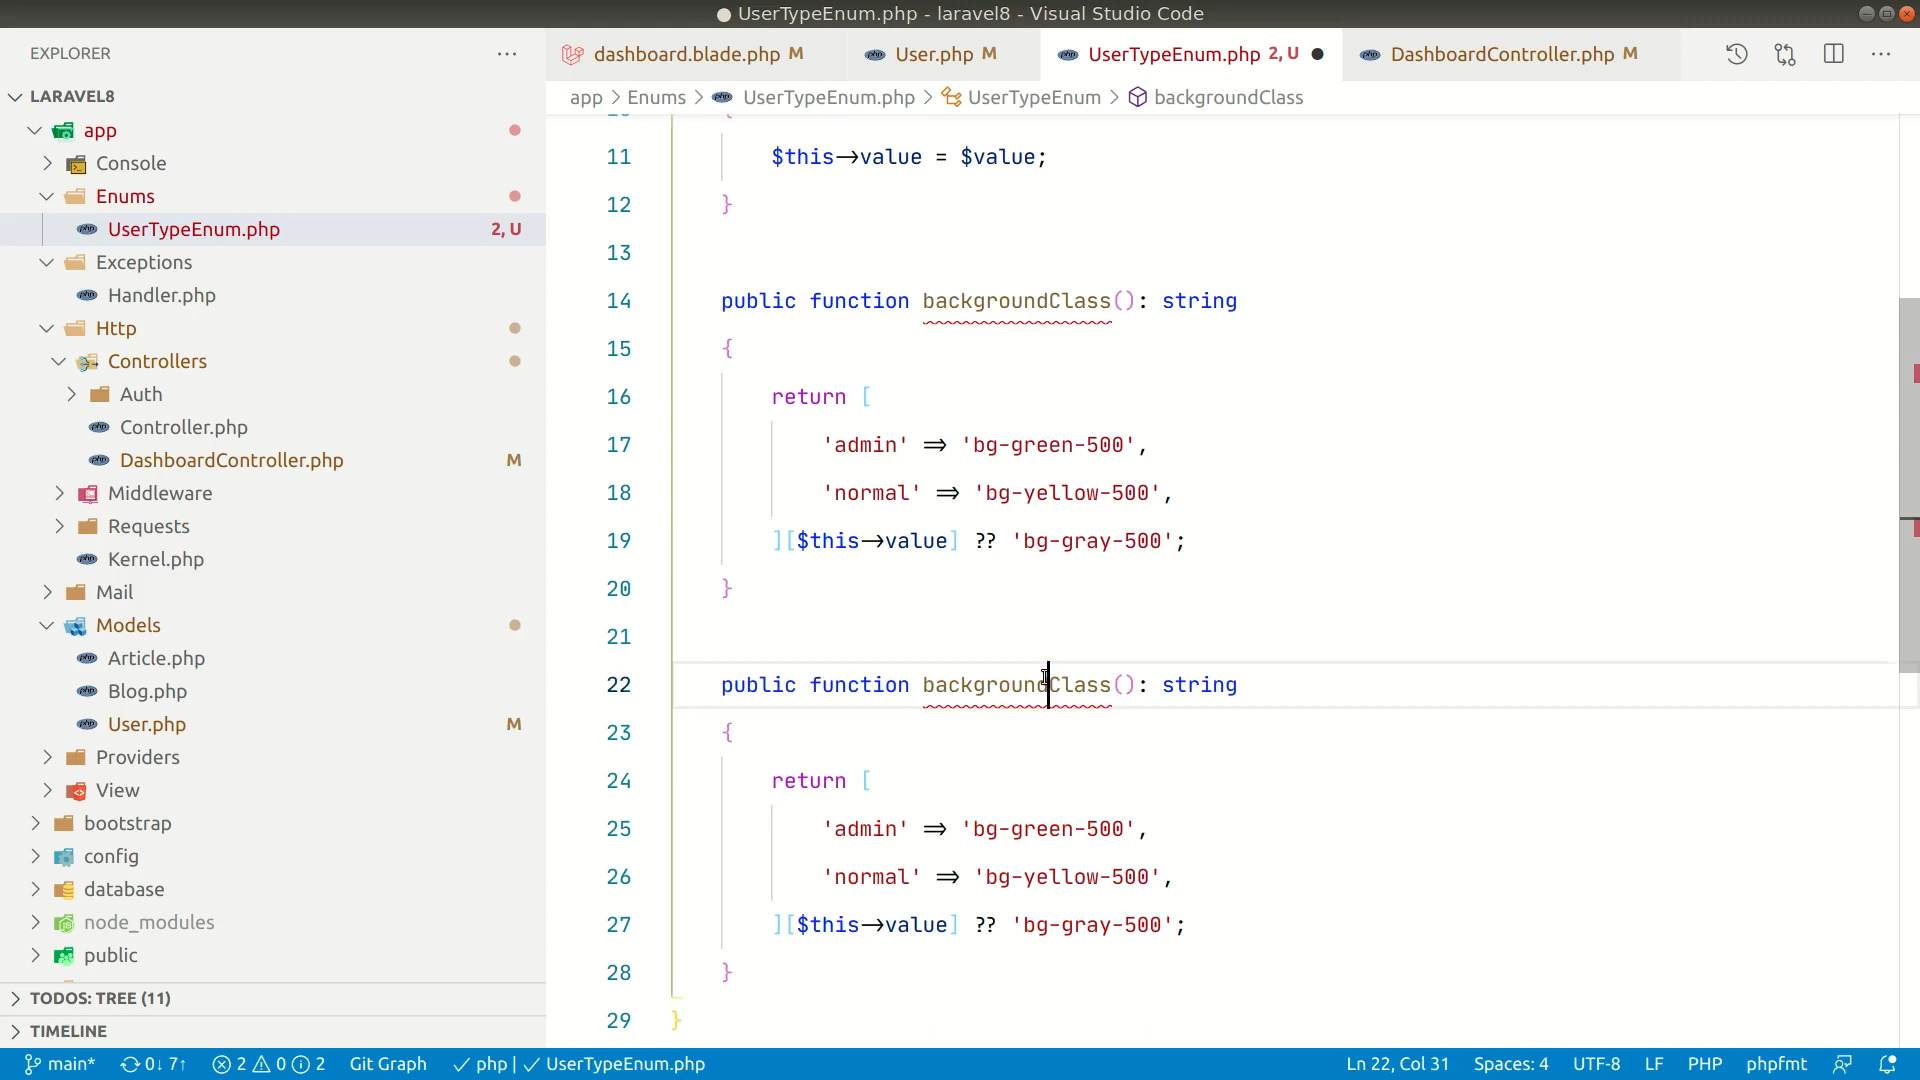 ● UserTypeEnum.php - laravel8 - Visual Studio Code
EXPLORER
LARAVEL8
app
Console
Enums
UserTypeEnum.php 2, U
Exceptions
Handler.php
Http
Controllers
Auth
Controller.php
DashboardController.php M
Middleware
Requests
Kernel.php
Mail
Models
Article.php
Blog.php
User.php M
Providers
View
bootstrap
config
database
node_modules
public
TODOS: TREE (11)
TIMELINE
dashboard.blade.php M
User.php M
UserTypeEnum.php 2, U ●
DashboardController.php M
app > Enums > UserTypeEnum.php > UserTypeEnum > backgroundClass
10 {
11 $this->value = $value;
12 }
13
14 public function backgroundClass(): string
15 {
16 return [
17 'admin' => 'bg-green-500',
18 'normal' => 'bg-yellow-500',
19 ][$this->value] ?? 'bg-gray-500';
20 }
21
22 public function backgroundClass(): string
23 {
24 return [
25 'admin' => 'bg-green-500',
26 'normal' => 'bg-yellow-500',
27 ][$this->value] ?? 'bg-gray-500';
28 }
29 }
main* 0↓ 7↑ 2 0 2 Git Graph ✓ php | ✓ UserTypeEnum.php
Ln 22, Col 31 Spaces: 4 UTF-8 LF PHP phpfmt